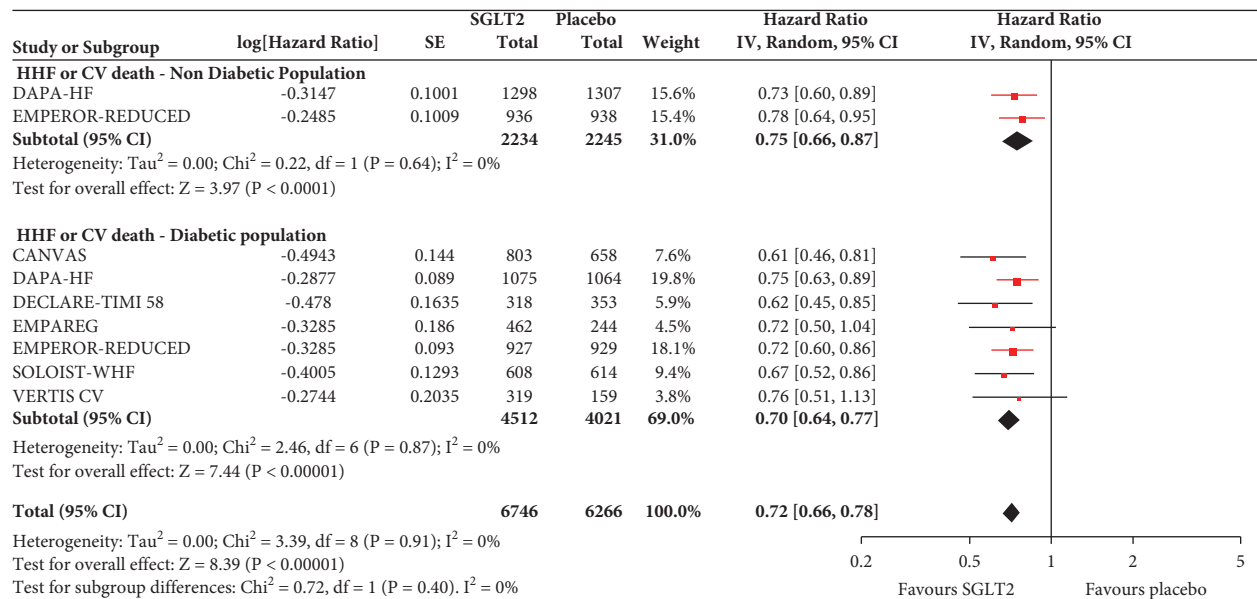 SGLT2 Placebo Hazard Ratio Hazard Ratio
Study or Subgroup log[Hazard Ratio] SE Total Total Weight IV, Random, 95% CI IV, Random, 95% CI
HHF or CV death - Non Diabetic Population
DAPA-HF -0.3147 0.1001 1298 1307 15.6% 0.73 [0.60, 0.89]
EMPEROR-REDUCED -0.2485 0.1009 936 938 15.4% 0.78 [0.64, 0.95]
Subtotal (95% CI) 2234 2245 31.0% 0.75 [0.66, 0.87]
Heterogeneity: Tau² = 0.00; Chi² = 0.22, df = 1 (P = 0.64); I² = 0%
Test for overall effect: Z = 3.97 (P < 0.0001)
HHF or CV death - Diabetic population
CANVAS -0.4943 0.144 803 658 7.6% 0.61 [0.46, 0.81]
DAPA-HF -0.2877 0.089 1075 1064 19.8% 0.75 [0.63, 0.89]
DECLARE-TIMI 58 -0.478 0.1635 318 353 5.9% 0.62 [0.45, 0.85]
EMPAREG -0.3285 0.186 462 244 4.5% 0.72 [0.50, 1.04]
EMPEROR-REDUCED -0.3285 0.093 927 929 18.1% 0.72 [0.60, 0.86]
SOLOIST-WHF -0.4005 0.1293 608 614 9.4% 0.67 [0.52, 0.86]
VERTIS CV -0.2744 0.2035 319 159 3.8% 0.76 [0.51, 1.13]
Subtotal (95% CI) 4512 4021 69.0% 0.70 [0.64, 0.77]
Heterogeneity: Tau² = 0.00; Chi² = 2.46, df = 6 (P = 0.87); I² = 0%
Test for overall effect: Z = 7.44 (P < 0.00001)
Total (95% CI) 6746 6266 100.0% 0.72 [0.66, 0.78]
Heterogeneity: Tau² = 0.00; Chi² = 3.39, df = 8 (P = 0.91); I² = 0%
Test for overall effect: Z = 8.39 (P < 0.00001)
Test for subgroup differences: Chi² = 0.72, df = 1 (P = 0.40). I² = 0%
0.2 0.5 1 2 5
Favours SGLT2 Favours placebo